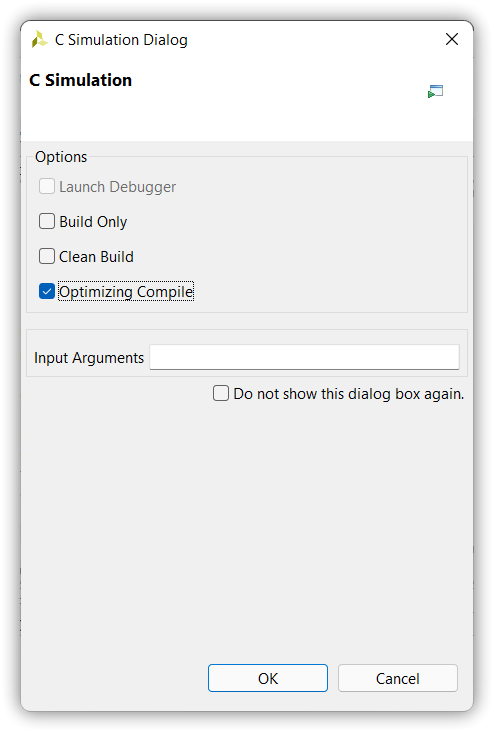 C Simulation Dialog
C Simulation
Options
Launch Debugger
Build Only
Clean Build
Optimizing Compile
Input Arguments
Do not show this dialog box again.
OK
Cancel